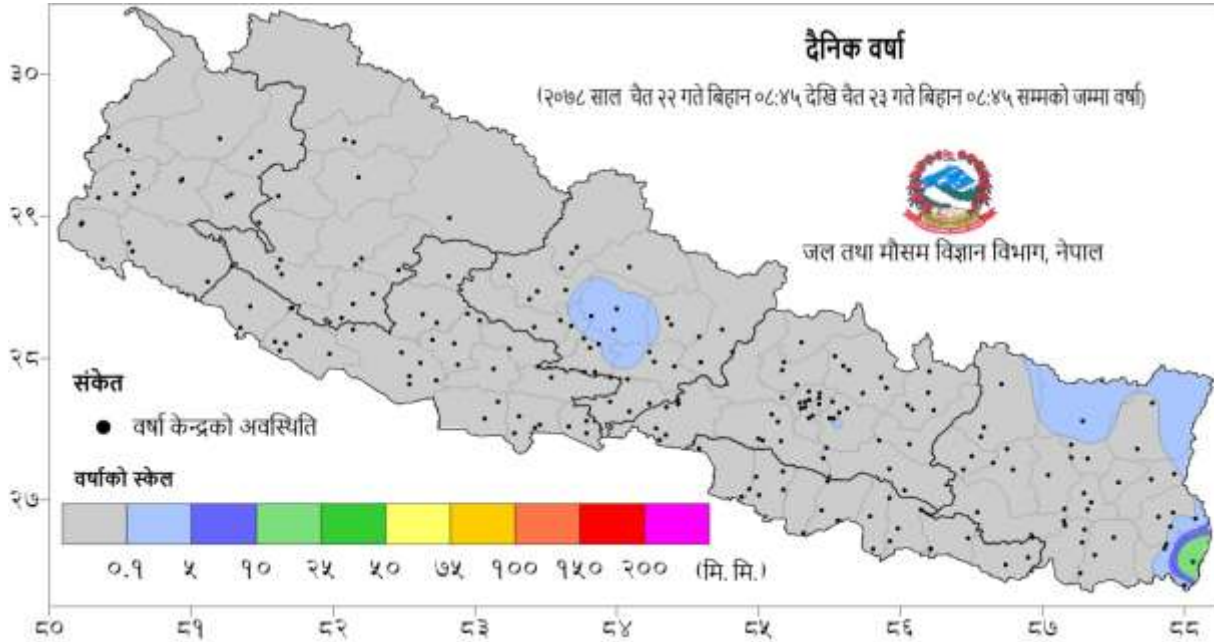 दैनिक वर्षा
(२०७८ साल चैत २२ गते बिहान ०८:४५ देखि चैत २३ गते बिहान ०८:४५ सम्मको जम्मा वर्षा)
जल तथा मौसम विज्ञान विभाग, नेपाल
३०
२९
२८
२७
संकेत
वर्षा केन्द्रको अवस्थिति
वर्षाको स्केल
०.१ ५ १० २५ ५० ७५ १०० १५० २०० (मि.मि.)
८० ८१ ८२ ८३ ८४ ८५ ८६ ८७ ८८